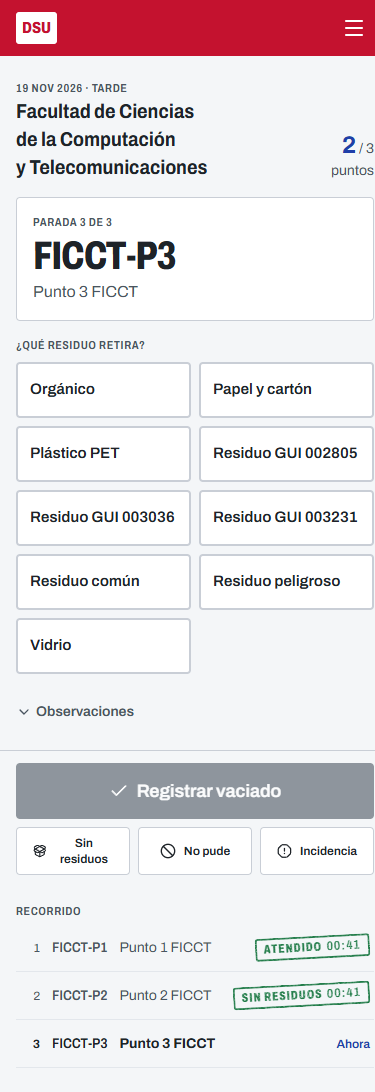 DSU
19 NOV 2026 · TARDE
Facultad de Ciencias
de la Computación
y Telecomunicaciones
2 / 3
puntos
PARADA 3 DE 3
FICCT-P3
Punto 3 FICCT
¿QUÉ RESIDUO RETIRA?
Orgánico
Papel y cartón
Plástico PET
Residuo GUI 002805
Residuo GUI 003036
Residuo GUI 003231
Residuo común
Residuo peligroso
Vidrio
Observaciones
Registrar vaciado
Sin
residuos
No pude
Incidencia
RECORRIDO
1 FICCT-P1 Punto 1 FICCT ATENDIDO 00:41
2 FICCT-P2 Punto 2 FICCT SIN RESIDUOS 00:41
3 FICCT-P3 Punto 3 FICCT Ahora